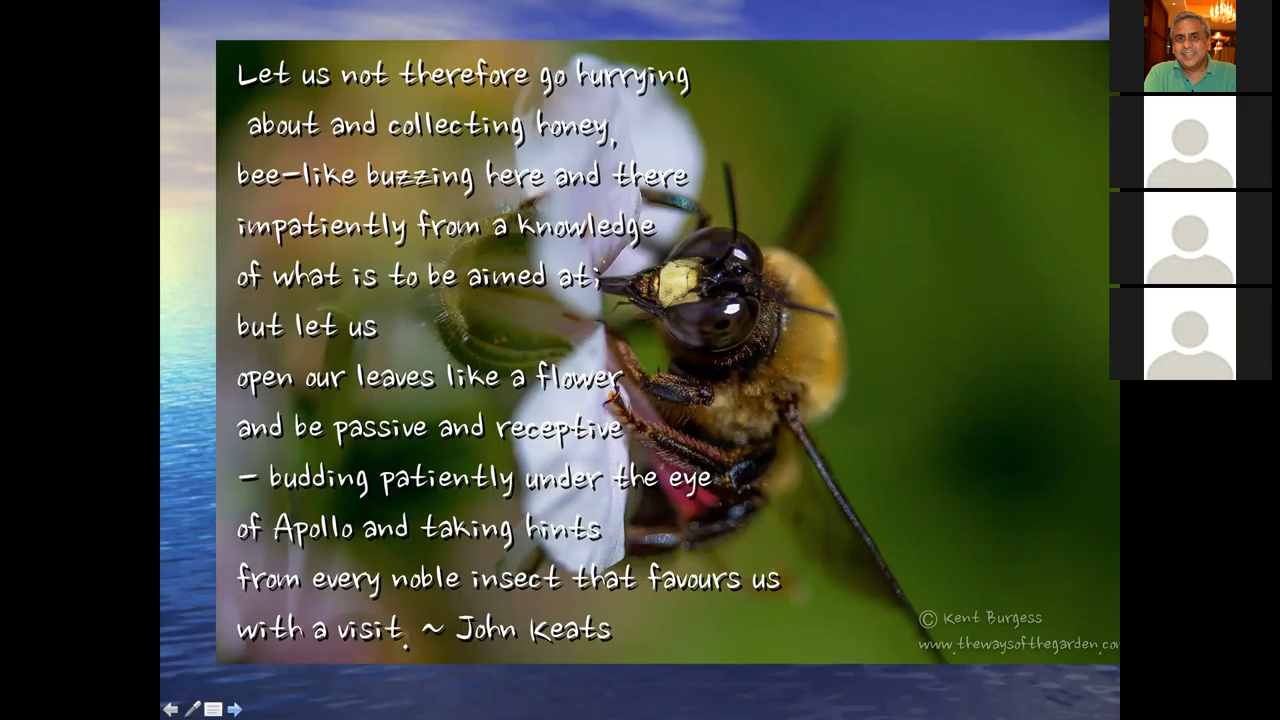 Let us not therefore go hurrying
about and collecting honey,
bee-like buzzing here and there
impatiently from a knowledge
of what is to be aimed at;
but let us
open our leaves like a flower
and be passive and receptive
- budding patiently under the eye
of Apollo and taking hints
from every noble insect that favours us
with a visit. ~ John Keats
© Kent Burgess
www.thewaysofthegarden.co